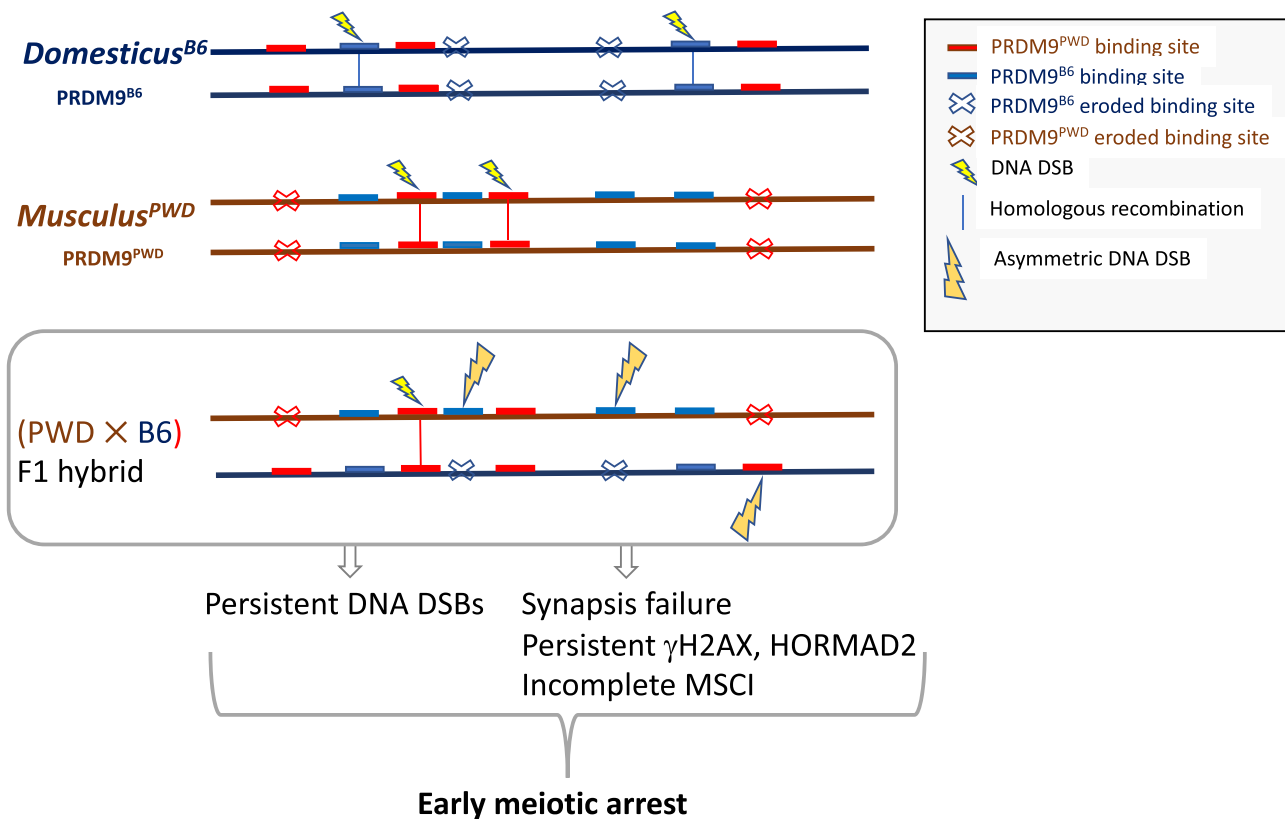 Domesticus^B6
PRDM9^B6
Musculus^PWD
PRDM9^PWD
(PWD × B6)
F1 hybrid
PRDM9^PWD binding site
PRDM9^B6 binding site
PRDM9^B6 eroded binding site
PRDM9^PWD eroded binding site
DNA DSB
Homologous recombination
Asymmetric DNA DSB
Persistent DNA DSBs
Synapsis failure
Persistent γH2AX, HORMAD2
Incomplete MSCI
Early meiotic arrest